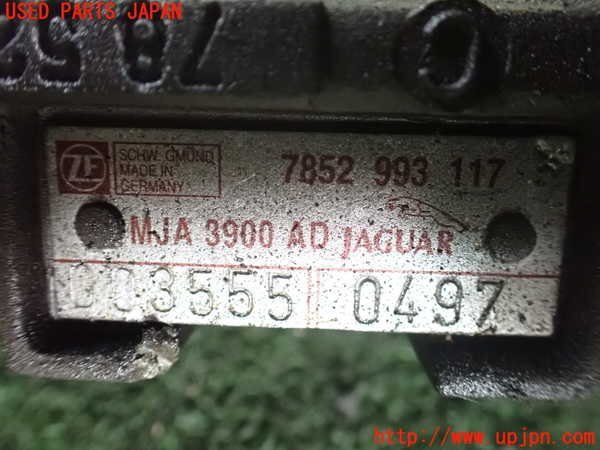 USED PARTS JAPAN
ZF
SCHW. GMÜND
MADE IN
GERMANY
7852 993 117
MJA 3900 AD JAGUAR
003555 0497
http://www.upjpn.com/